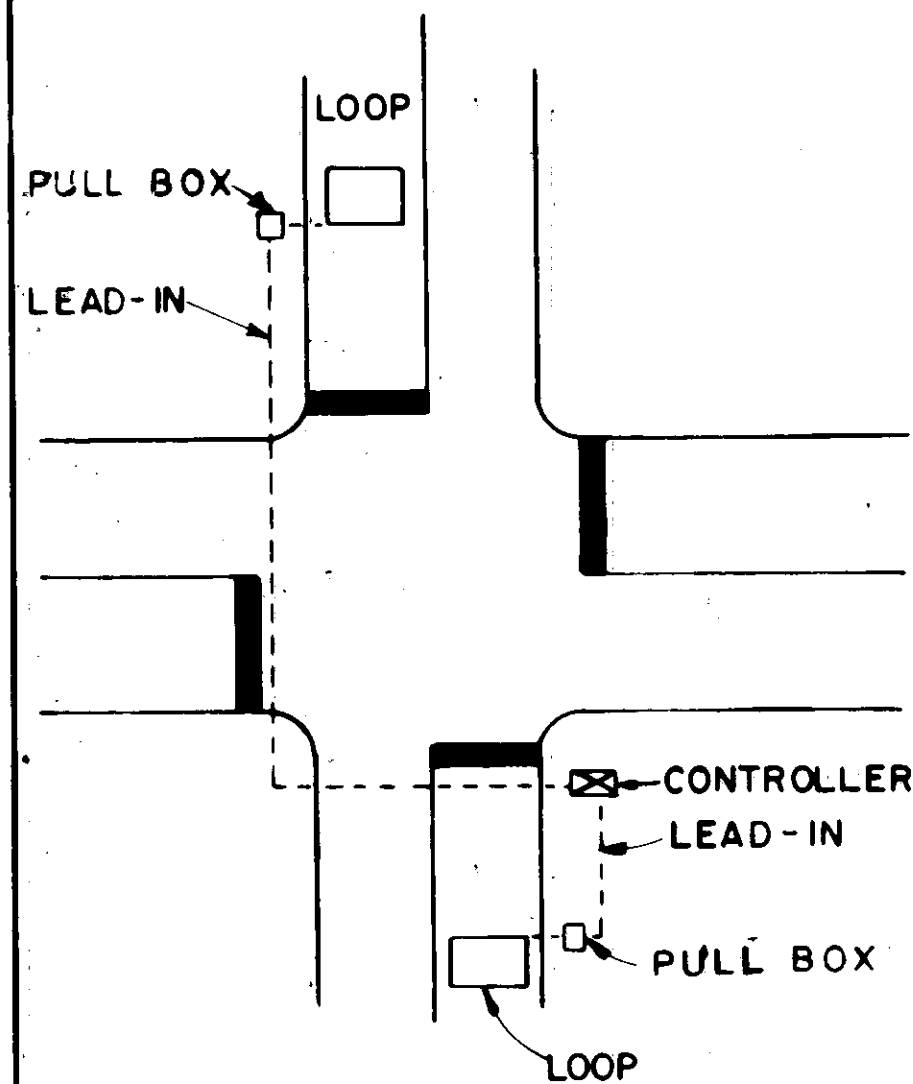 LOOP
PULL BOX
LEAD-IN
CONTROLLER
LEAD-IN
PULL BOX
LOOP